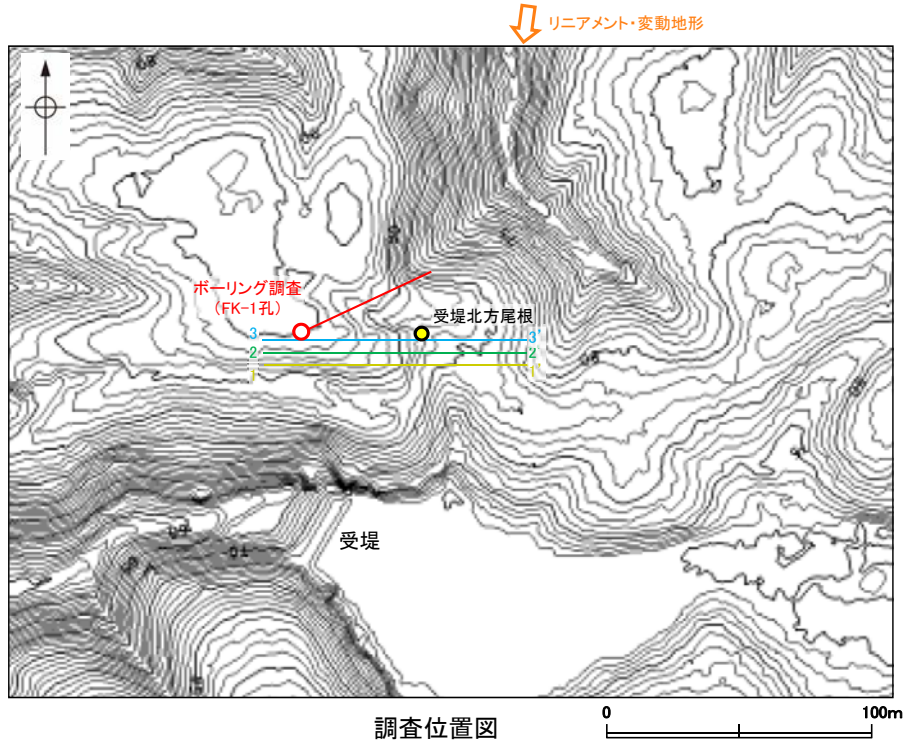 リニアメント・変動地形
ボーリング調査
(FK-1孔)
受堤北方尾根
3 3'
2 2'
1 1'
受堤
調査位置図
0 100m